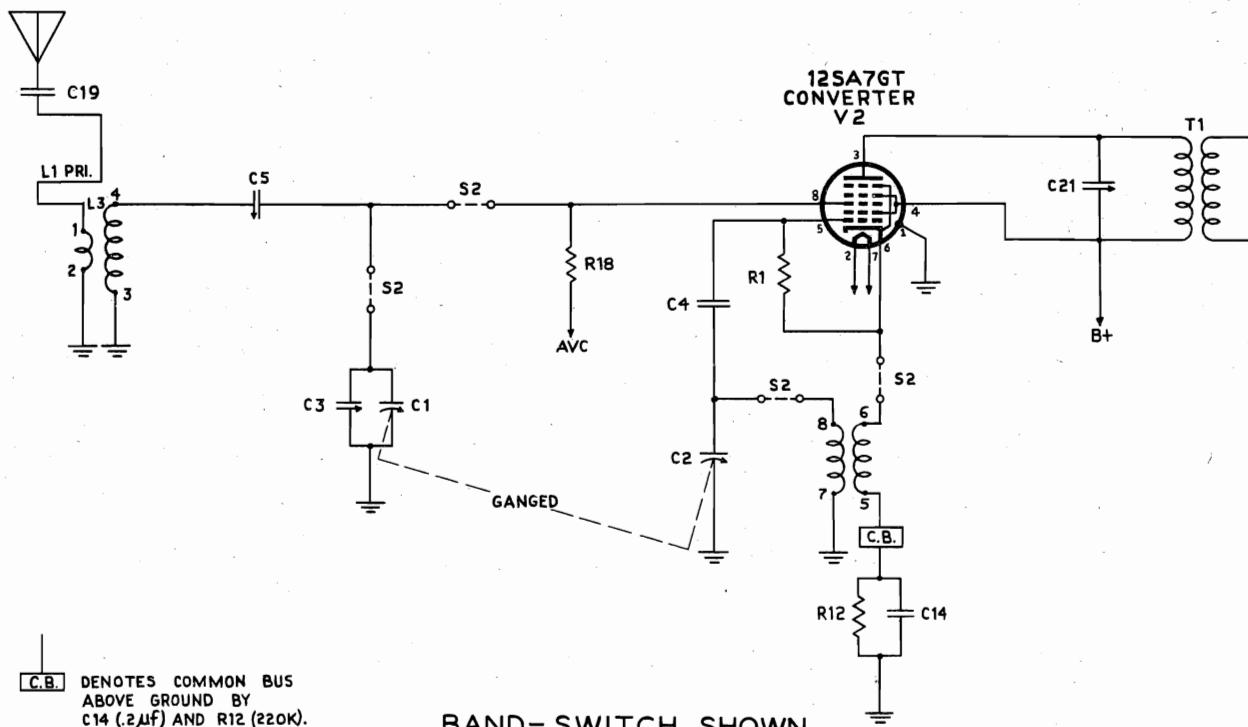 C19
L1 PRI.
L3
4
1
2
3
C5
S2
S2
C3
C1
GANGED
R18
AVC
12SA7GT
CONVERTER
V2
3
8
5
4
1
2
7
6
R1
C4
S2
S2
C2
8
7
6
5
C.B.
R12
C14
C21
T1
B+
C.B. DENOTES COMMON BUS
ABOVE GROUND BY
C14 (.2µf) AND R12 (220K).
BAND-SWITCH SHOWN